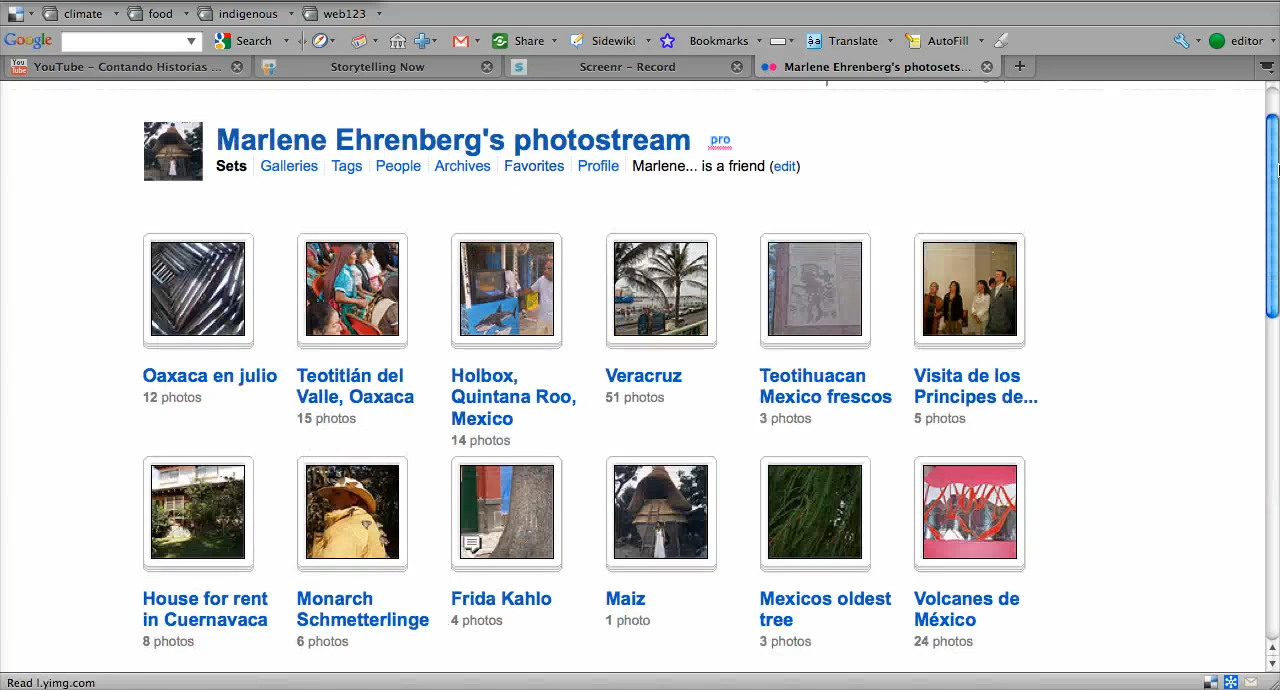 climate food indigenous web123
Google Search Share Sidewiki Bookmarks Translate AutoFill editor
YouTube – Contando Historias ... Storytelling Now Screenr – Record Marlene Ehrenberg's photosets...
Marlene Ehrenberg's photostream pro
Sets Galleries Tags People Archives Favorites Profile Marlene... is a friend (edit)
Oaxaca en julio
12 photos
Teotitlán del
Valle, Oaxaca
15 photos
Holbox,
Quintana Roo,
Mexico
14 photos
Veracruz
51 photos
Teotihuacan
Mexico frescos
3 photos
Visita de los
Principes de...
5 photos
House for rent
in Cuernavaca
8 photos
Monarch
Schmetterlinge
6 photos
Frida Kahlo
4 photos
Maiz
1 photo
Mexicos oldest
tree
3 photos
Volcanes de
México
24 photos
Read l.yimg.com